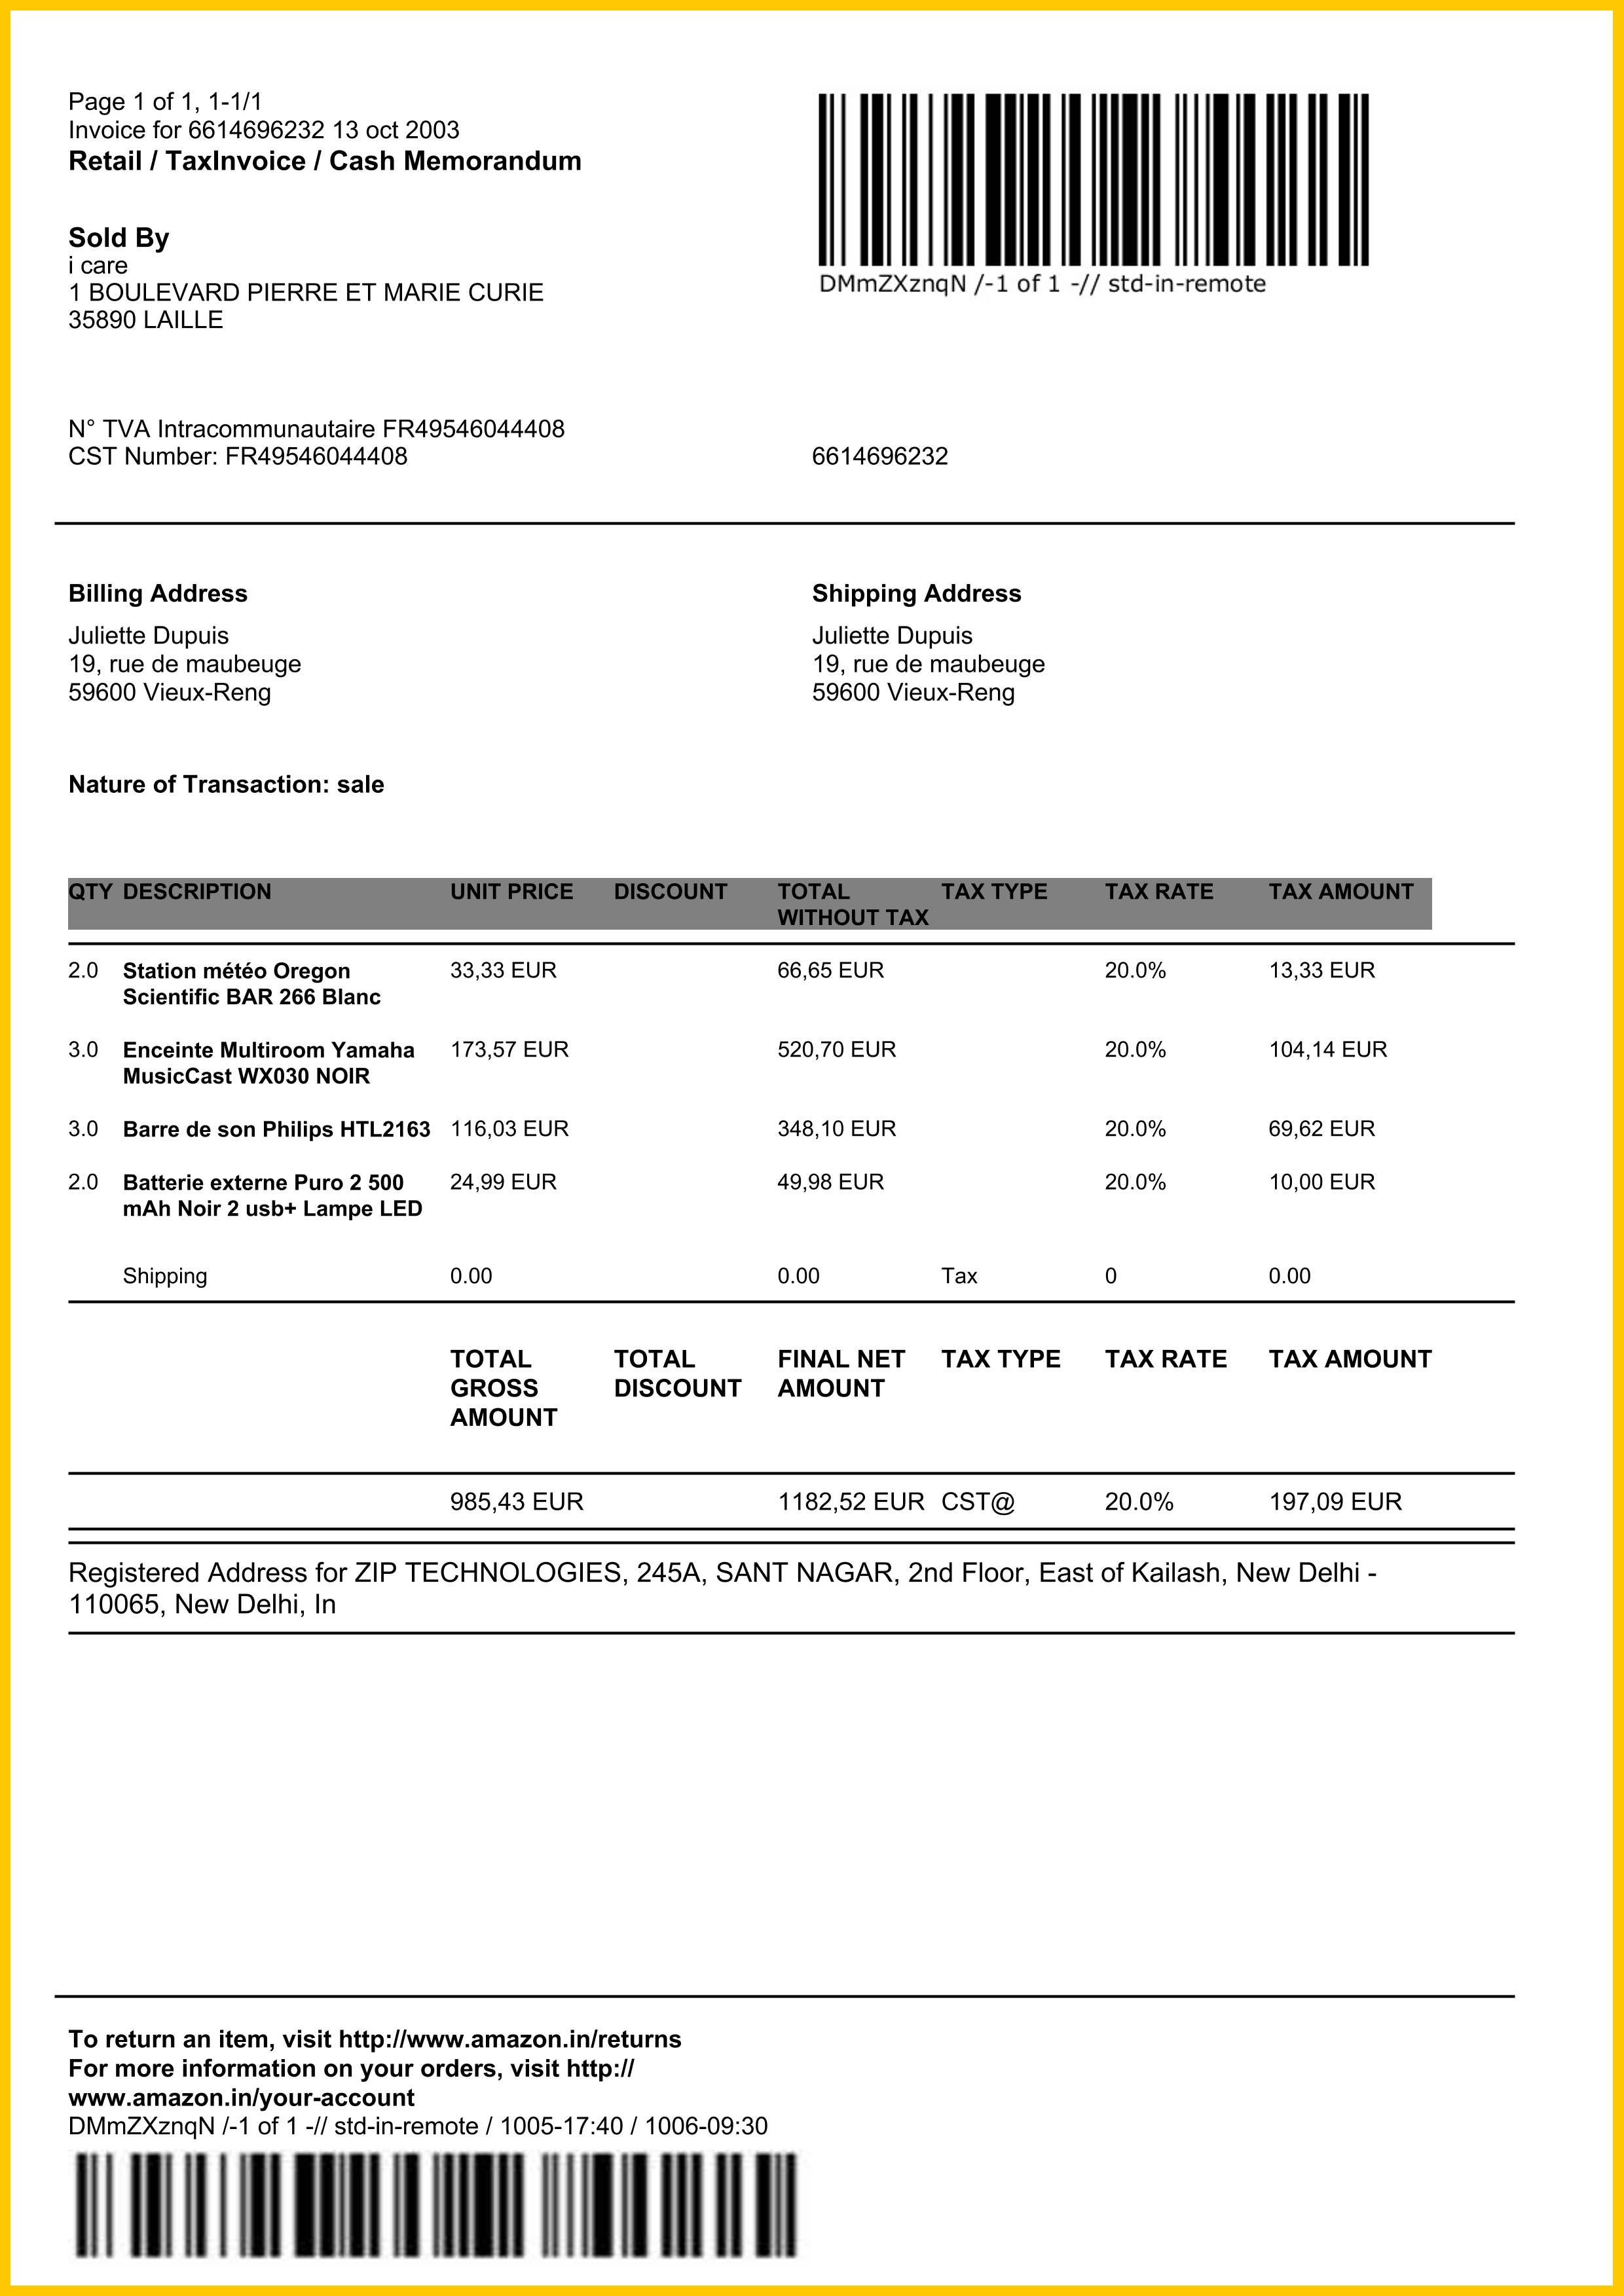 Page 1 of 1, 1-1/1
Invoice for 6614696232 13 oct 2003
Retail / TaxInvoice / Cash Memorandum
DMmZXznqN /-1 of 1 -// std-in-remote
Sold By
i care
1 BOULEVARD PIERRE ET MARIE CURIE
35890 LAILLE
N° TVA Intracommunautaire FR49546044408
CST Number: FR49546044408
6614696232
Billing Address
Juliette Dupuis
19, rue de maubeuge
59600 Vieux-Reng
Shipping Address
Juliette Dupuis
19, rue de maubeuge
59600 Vieux-Reng
Nature of Transaction: sale
QTY DESCRIPTION UNIT PRICE DISCOUNT TOTAL TAX TYPE TAX RATE TAX AMOUNT
WITHOUT TAX
2.0 Station météo Oregon 33,33 EUR 66,65 EUR 20.0% 13,33 EUR
Scientific BAR 266 Blanc
3.0 Enceinte Multiroom Yamaha 173,57 EUR 520,70 EUR 20.0% 104,14 EUR
MusicCast WX030 NOIR
3.0 Barre de son Philips HTL2163 116,03 EUR 348,10 EUR 20.0% 69,62 EUR
2.0 Batterie externe Puro 2 500 24,99 EUR 49,98 EUR 20.0% 10,00 EUR
mAh Noir 2 usb+ Lampe LED
Shipping 0.00 0.00 Tax 0 0.00
TOTAL TOTAL FINAL NET TAX TYPE TAX RATE TAX AMOUNT
GROSS DISCOUNT AMOUNT
AMOUNT
985,43 EUR 1182,52 EUR CST@ 20.0% 197,09 EUR
Registered Address for ZIP TECHNOLOGIES, 245A, SANT NAGAR, 2nd Floor, East of Kailash, New Delhi -
110065, New Delhi, In
To return an item, visit http://www.amazon.in/returns
For more information on your orders, visit http://
www.amazon.in/your-account
DMmZXznqN /-1 of 1 -// std-in-remote / 1005-17:40 / 1006-09:30